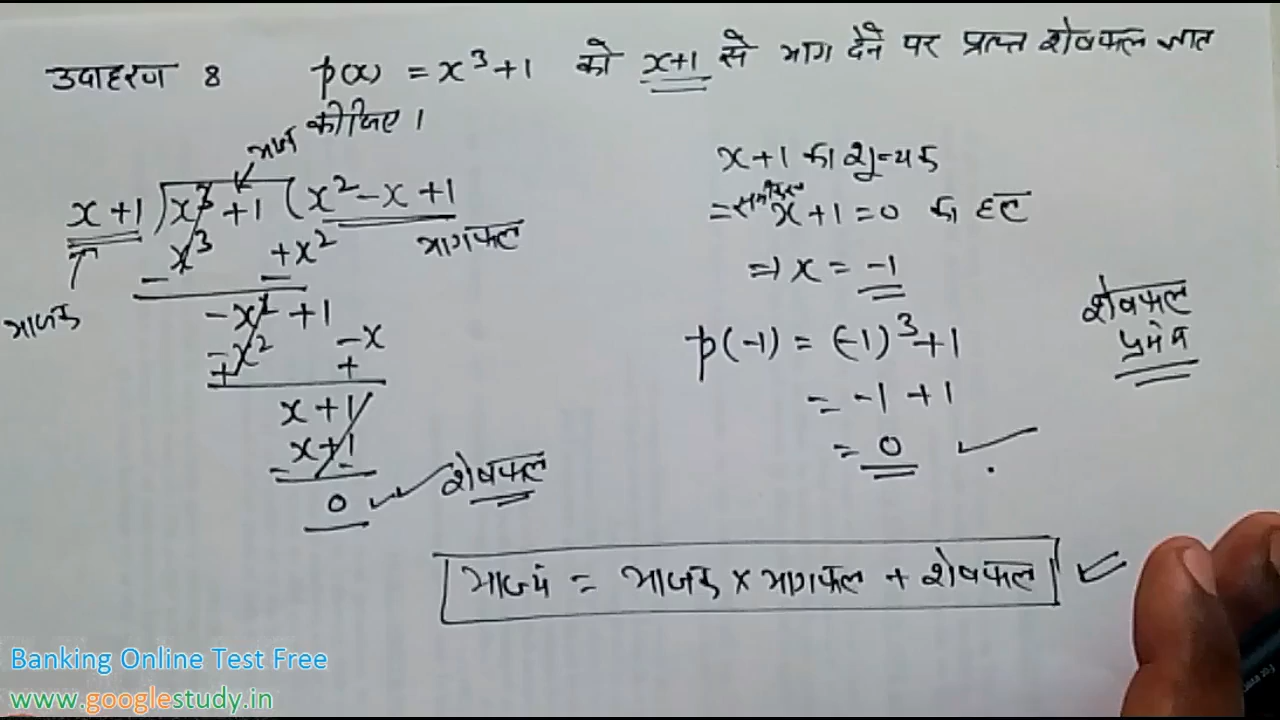 उदाहरण 8 p(x) = x³+1 को x+1 से भाग देने पर प्राप्त शेषफल ज्ञात
कीजिए।
भाज्य
x+1)x³+1(x²-x+1
भागफल
x³ +x²
- -
भाजक
-x²+1
-x² -x
+ +
x+1
x+1
- -
0 शेषफल
x+1 का शून्यक
= समीकरण x+1=0 का हल
⇒ x = -1
p(-1) = (-1)³+1
= -1+1
= 0
शेषफल
प्रमेय
भाज्य = भाजक × भागफल + शेषफल
Banking Online Test Free
www.googlestudy.in